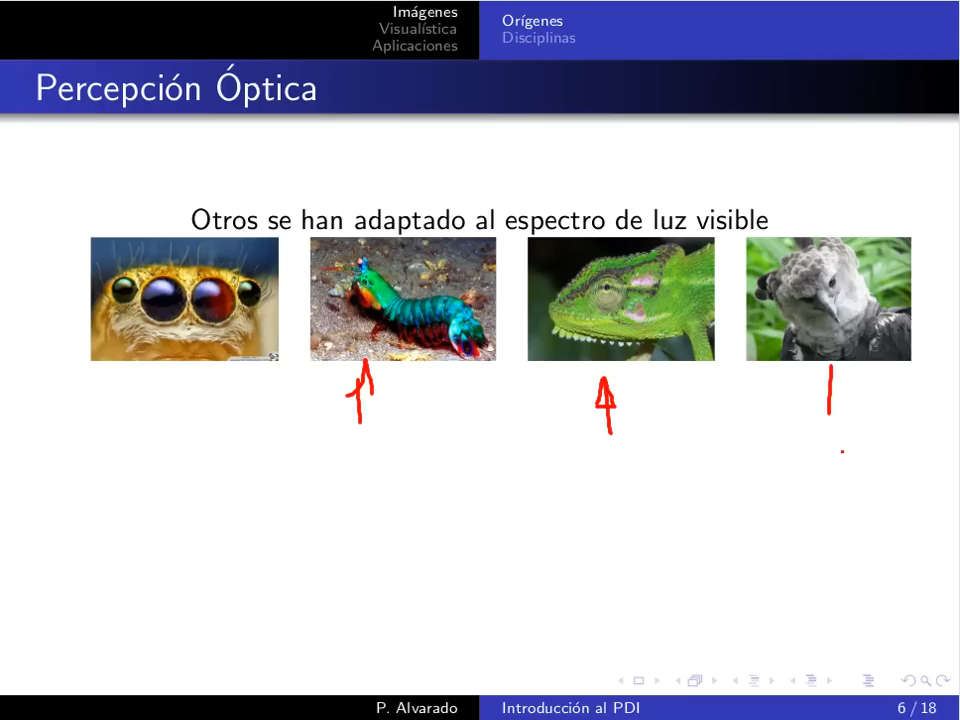 Imágenes
Visualística
Aplicaciones
Orígenes
Disciplinas
Percepción Óptica
Otros se han adaptado al espectro de luz visible
P. Alvarado
Introducción al PDI
6 / 18